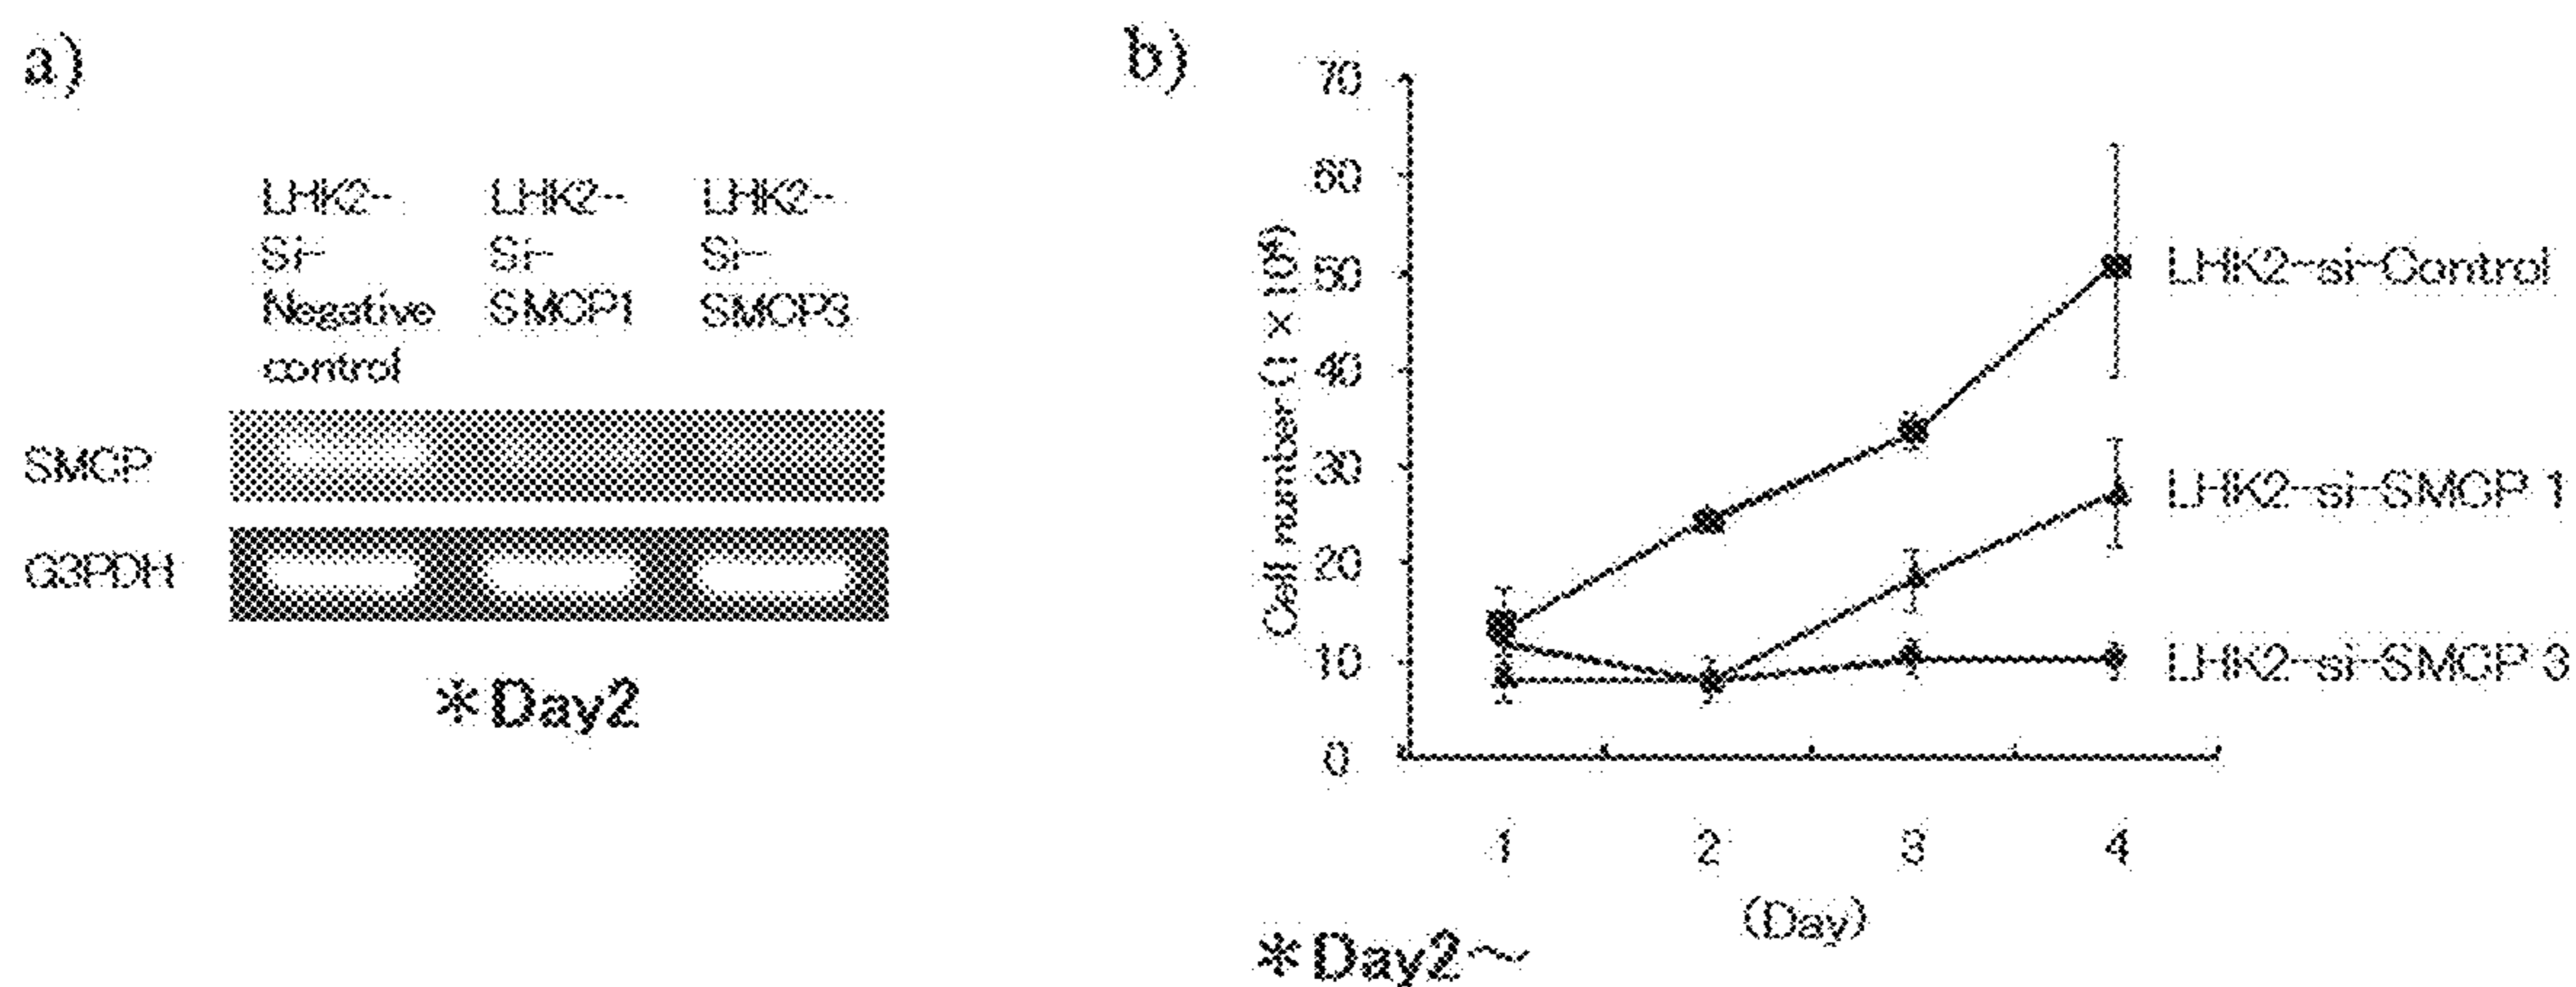 a)
LHK2-
Si-
Negative
control
LHK2-
Si-
SMCP1
LHK2-
Si-
SMCP3
SMCP
G3PDH
*Day2
b)
70
60
50
40
30
20
10
0
Cell number (1×10⁴)
LHK2-si-Control
LHK2-si-SMCP 1
LHK2-si-SMCP 3
1 2 3 4
(Day)
*Day2~